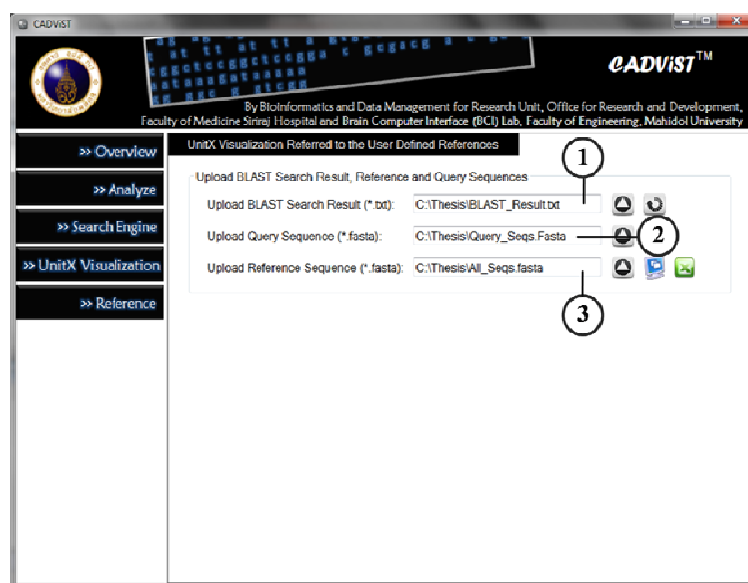 CADViST
CADViST™
By Bioinformatics and Data Management for Research Unit, Office for Research and Development,
Faculty of Medicine Siriraj Hospital and Brain Computer Interface (BCI) Lab, Faculty of Engineering, Mahidol University
>> Overview
>> Analyze
>> Search Engine
>> UnitX Visualization
>> Reference
UnitX Visualization Referred to the User Defined References
1
Upload BLAST Search Result, Reference and Query Sequences
Upload BLAST Search Result (*.txt): C:\Thesis\BLAST_Result.txt
Upload Query Sequence (*.fasta): C:\Thesis\Query_Seqs.Fasta
2
Upload Reference Sequence (*.fasta): C:\Thesis\All_Seqs.fasta
3